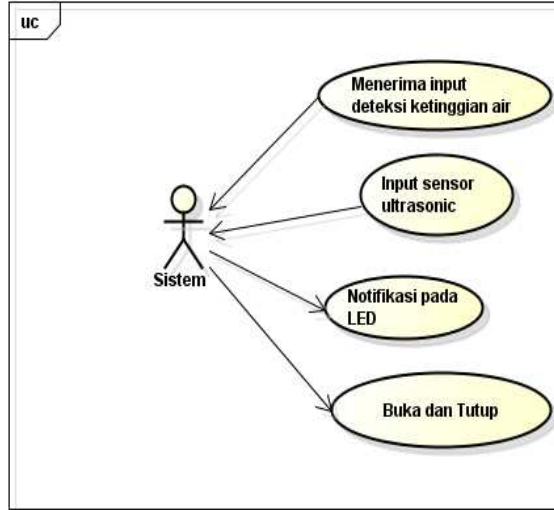 uc
Menerima input
deteksi ketinggian air
Input sensor
ultrasonic
Sistem
Notifikasi pada
LED
Buka dan Tutup